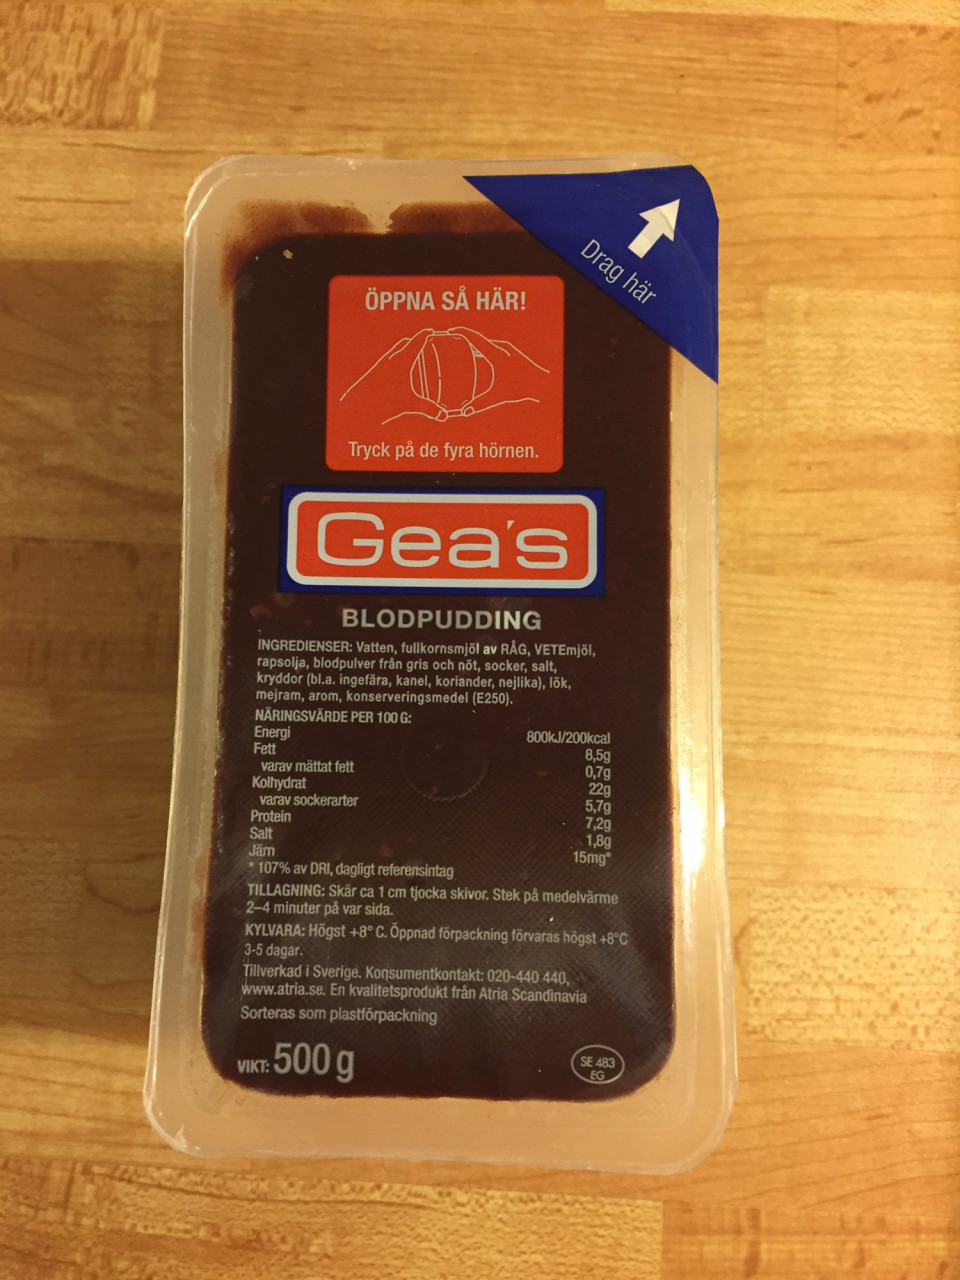 Drag här
ÖPPNA SÅ HÄR!
Tryck på de fyra hörnen.
Gea's
BLODPUDDING
INGREDIENSER: Vatten, fullkornsmjöl av RÅG, VETEmjöl,
rapsolja, blodpulver från gris och nöt, socker, salt,
kryddor (bl.a. ingefära, kanel, koriander, nejlika), lök,
mejram, arom, konserveringsmedel (E250).
NÄRINGSVÄRDE PER 100 G:
Energi 800kJ/200kcal
Fett 8,5g
varav mättat fett 0,7g
Kolhydrat 22g
varav sockerarter 5,7g
Protein 7,2g
Salt 1,8g
Järn 15mg*
* 107% av DRI, dagligt referensintag
TILLAGNING: Skär ca 1 cm tjocka skivor. Stek på medelvärme
2–4 minuter på var sida.
KYLVARA: Högst +8° C. Öppnad förpackning förvaras högst +8°C
3-5 dagar.
Tillverkad i Sverige. Konsumentkontakt: 020-440 440,
www.atria.se. En kvalitetsprodukt från Atria Scandinavia
Sorteras som plastförpackning
VIKT: 500 g
SE 483
EG